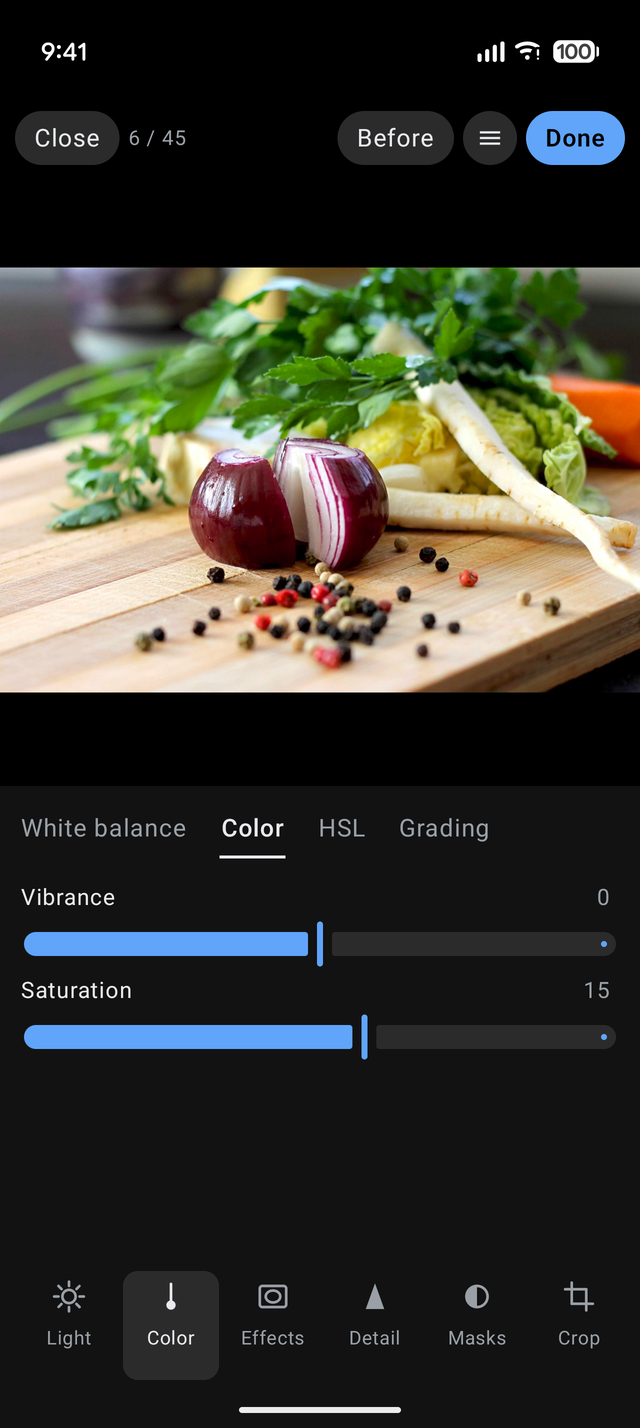 9:41
100
Close
6 / 45
Before
Done
White balance
Color
HSL
Grading
Vibrance
0
Saturation
15
Light
Color
Effects
Detail
Masks
Crop